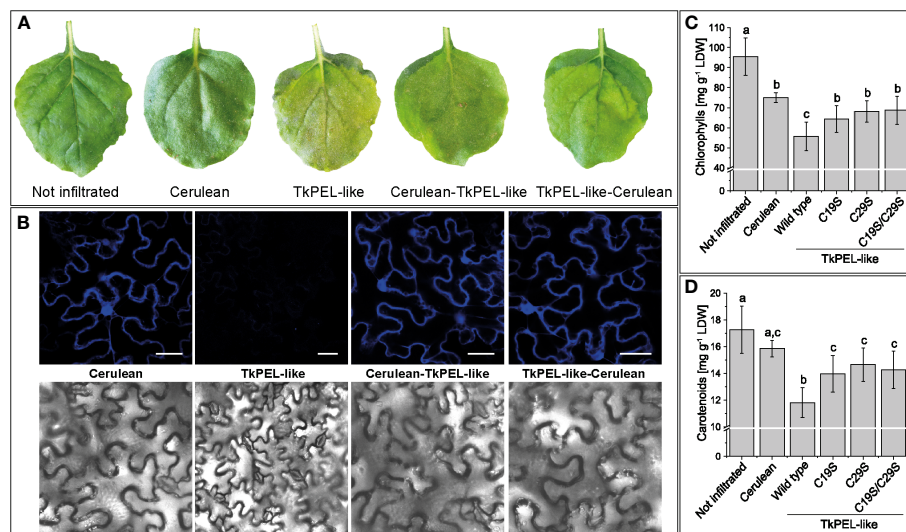 A
Not infiltrated
Cerulean
TkPEL-like
Cerulean-TkPEL-like
TkPEL-like-Cerulean
B
Cerulean
TkPEL-like
Cerulean-TkPEL-like
TkPEL-like-Cerulean
C
Chlorophylls [mg g⁻¹ LDW]
110
100
90
80
70
60
50
40
0
a
b
c
b
b
b
Not infiltrated
Cerulean
Wild type
C19S
C29S
C19S/C29S
TkPEL-like
D
Carotenoids [mg g⁻¹ LDW]
20
18
16
14
12
10
0
a
a,c
b
c
c
c
Not infiltrated
Cerulean
Wild type
C19S
C29S
C19S/C29S
TkPEL-like